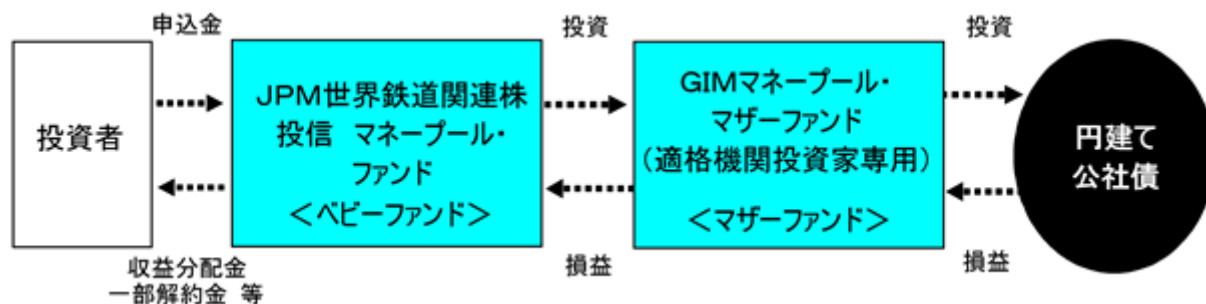 申込金
投資
投資
投資者
JPM世界鉄道関連株
投信 マネープール・
ファンド
＜ベビーファンド＞
GIMマネープール・
マザーファンド
（適格機関投資家専用）
＜マザーファンド＞
円建て
公社債
収益分配金
一部解約金 等
損益
損益